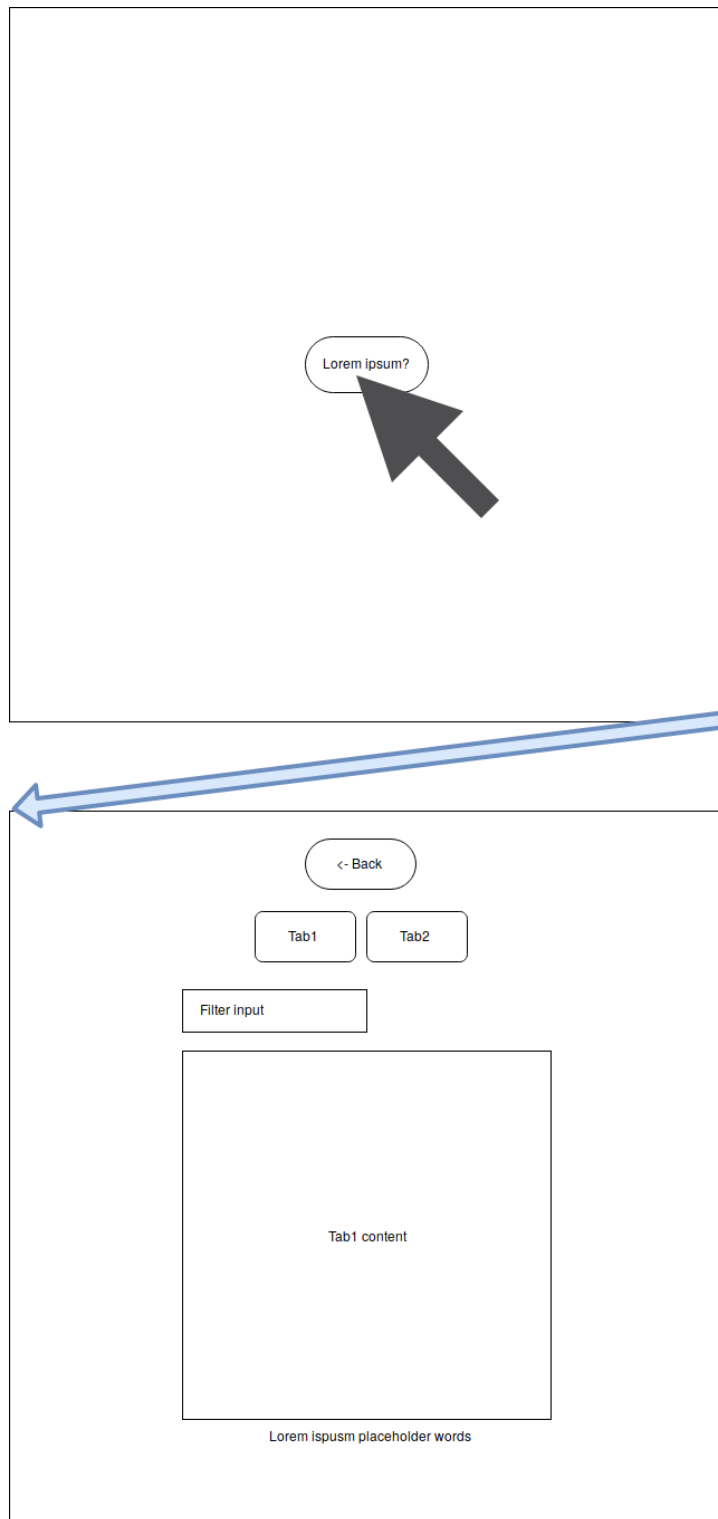 Lorem ipsum?
<- Back
Tab1 Tab2
Filter input
Tab1 content
Lorem ispusm placeholder words